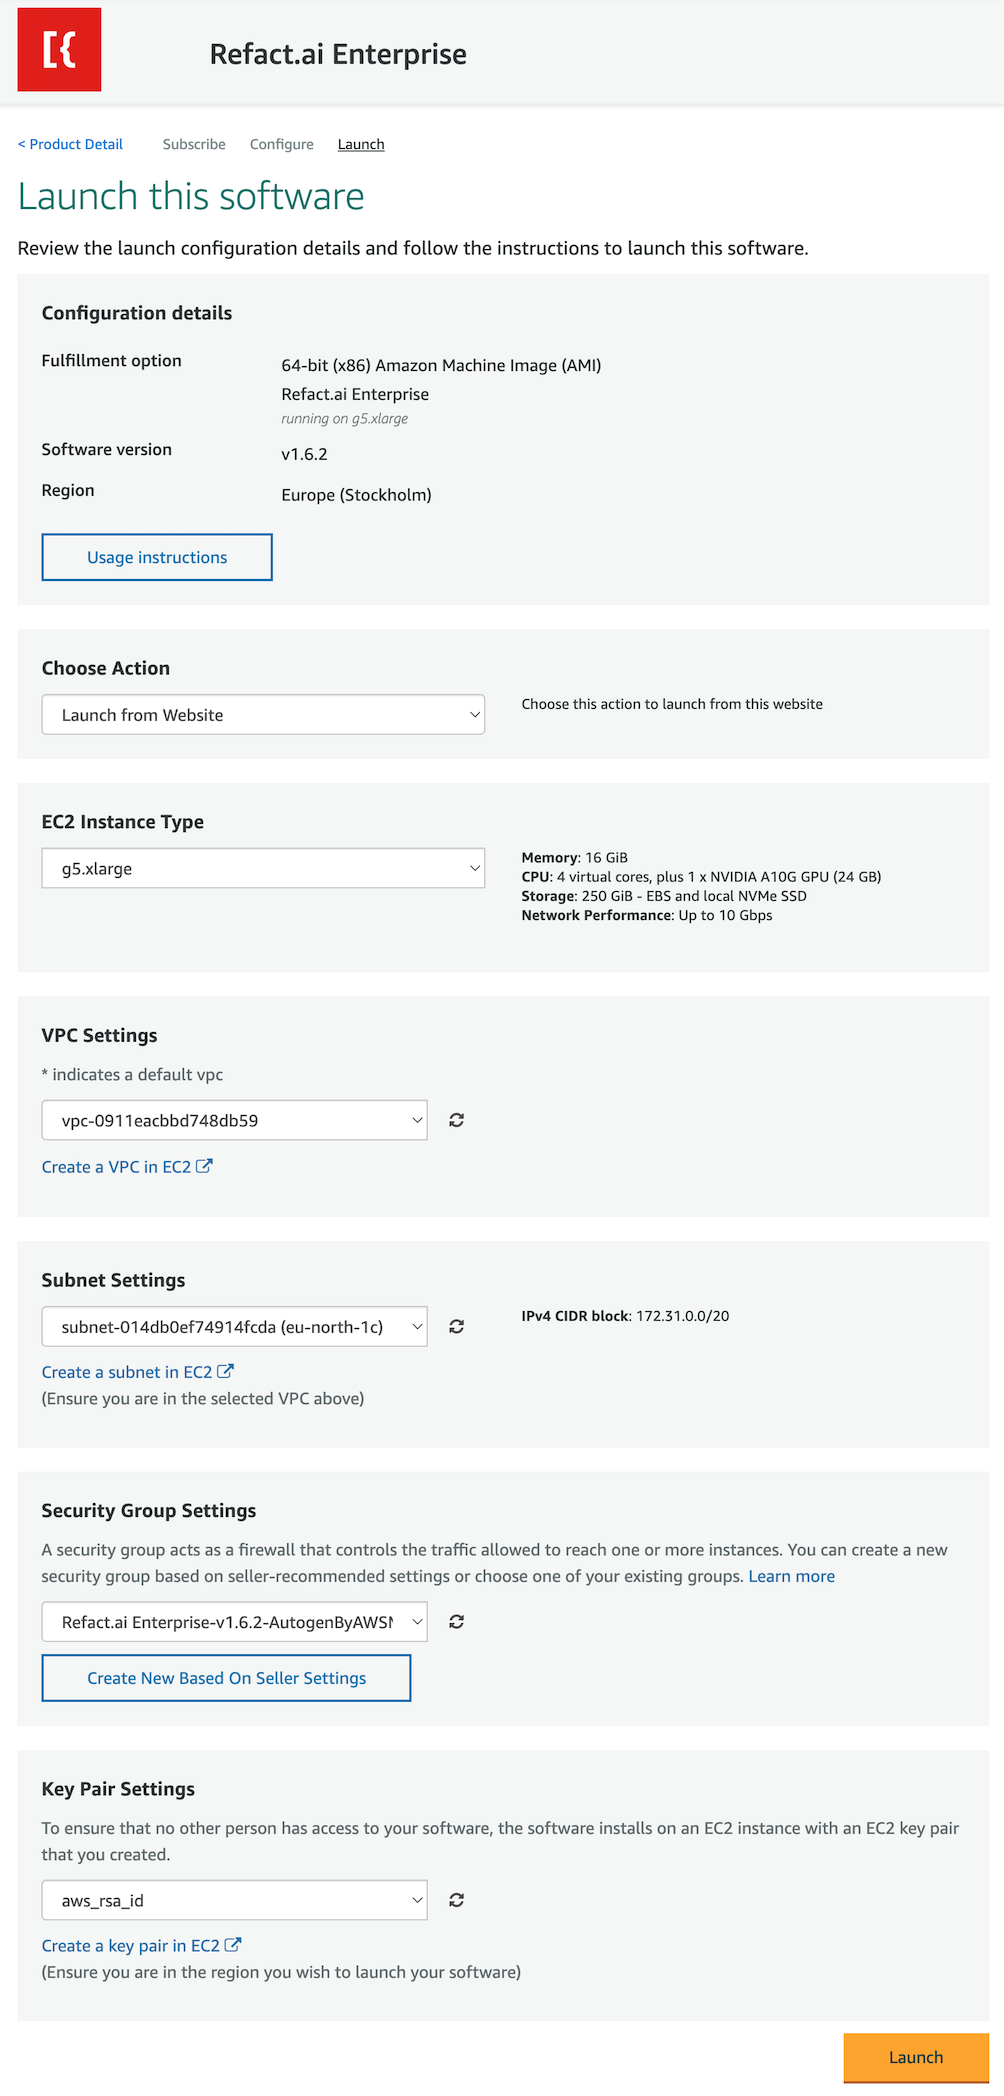 [{
Refact.ai Enterprise
< Product Detail Subscribe Configure Launch
Launch this software
Review the launch configuration details and follow the instructions to launch this software.
Configuration details
Fulfillment option
64-bit (x86) Amazon Machine Image (AMI)
Refact.ai Enterprise
running on g5.xlarge
Software version
v1.6.2
Region
Europe (Stockholm)
Usage instructions
Choose Action
Launch from Website
Choose this action to launch from this website
EC2 Instance Type
g5.xlarge
Memory: 16 GiB
CPU: 4 virtual cores, plus 1 x NVIDIA A10G GPU (24 GB)
Storage: 250 GiB - EBS and local NVMe SSD
Network Performance: Up to 10 Gbps
VPC Settings
* indicates a default vpc
vpc-0911eacbbd748db59
Create a VPC in EC2
Subnet Settings
subnet-014db0ef74914fcda (eu-north-1c)
IPv4 CIDR block: 172.31.0.0/20
Create a subnet in EC2
(Ensure you are in the selected VPC above)
Security Group Settings
A security group acts as a firewall that controls the traffic allowed to reach one or more instances. You can create a new
security group based on seller-recommended settings or choose one of your existing groups. Learn more
Refact.ai Enterprise-v1.6.2-AutogenByAWSM
Create New Based On Seller Settings
Key Pair Settings
To ensure that no other person has access to your software, the software installs on an EC2 instance with an EC2 key pair
that you created.
aws_rsa_id
Create a key pair in EC2
(Ensure you are in the region you wish to launch your software)
Launch